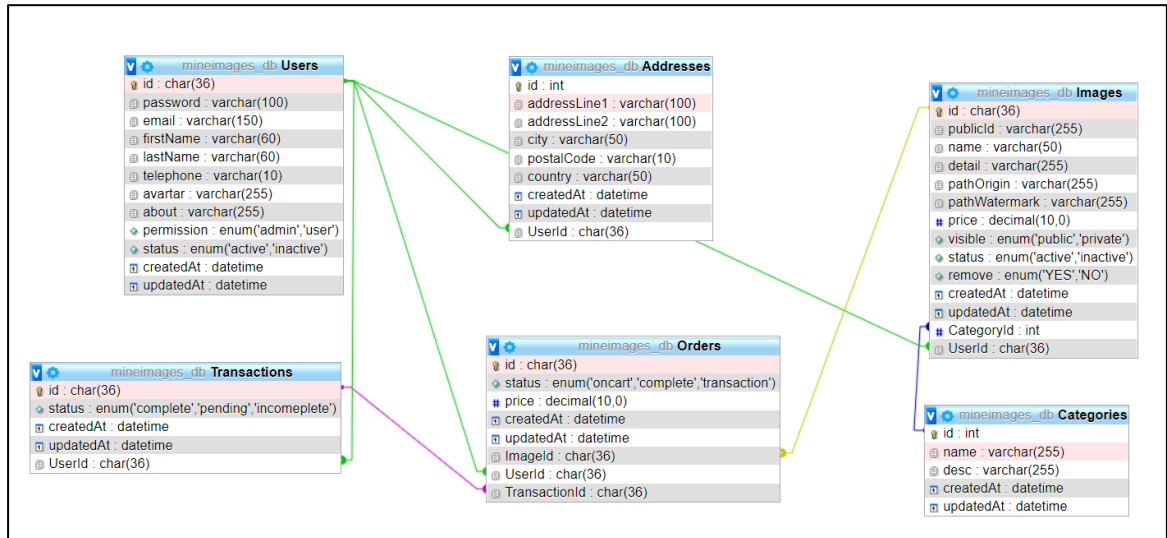 mineimages_db Users
id : char(36)
password : varchar(100)
email : varchar(150)
firstName : varchar(60)
lastName : varchar(60)
telephone : varchar(10)
avartar : varchar(255)
about : varchar(255)
permission : enum('admin','user')
status : enum('active','inactive')
createdAt : datetime
updatedAt : datetime
mineimages_db Addresses
id : int
addressLine1 : varchar(100)
addressLine2 : varchar(100)
city : varchar(50)
postalCode : varchar(10)
country : varchar(50)
createdAt : datetime
updatedAt : datetime
UserId : char(36)
mineimages_db Images
id : char(36)
publicId : varchar(255)
name : varchar(50)
detail : varchar(255)
pathOrigin : varchar(255)
pathWatermark : varchar(255)
# price : decimal(10,0)
visible : enum('public','private')
status : enum('active','inactive')
remove : enum('YES','NO')
createdAt : datetime
updatedAt : datetime
# CategoryId : int
UserId : char(36)
mineimages_db Transactions
id : char(36)
status : enum('complete','pending','incomeplete')
createdAt : datetime
updatedAt : datetime
UserId : char(36)
mineimages_db Orders
id : char(36)
status : enum('oncart','complete','transaction')
# price : decimal(10,0)
createdAt : datetime
updatedAt : datetime
ImageId : char(36)
UserId : char(36)
TransactionId : char(36)
mineimages_db Categories
id : int
name : varchar(255)
desc : varchar(255)
createdAt : datetime
updatedAt : datetime